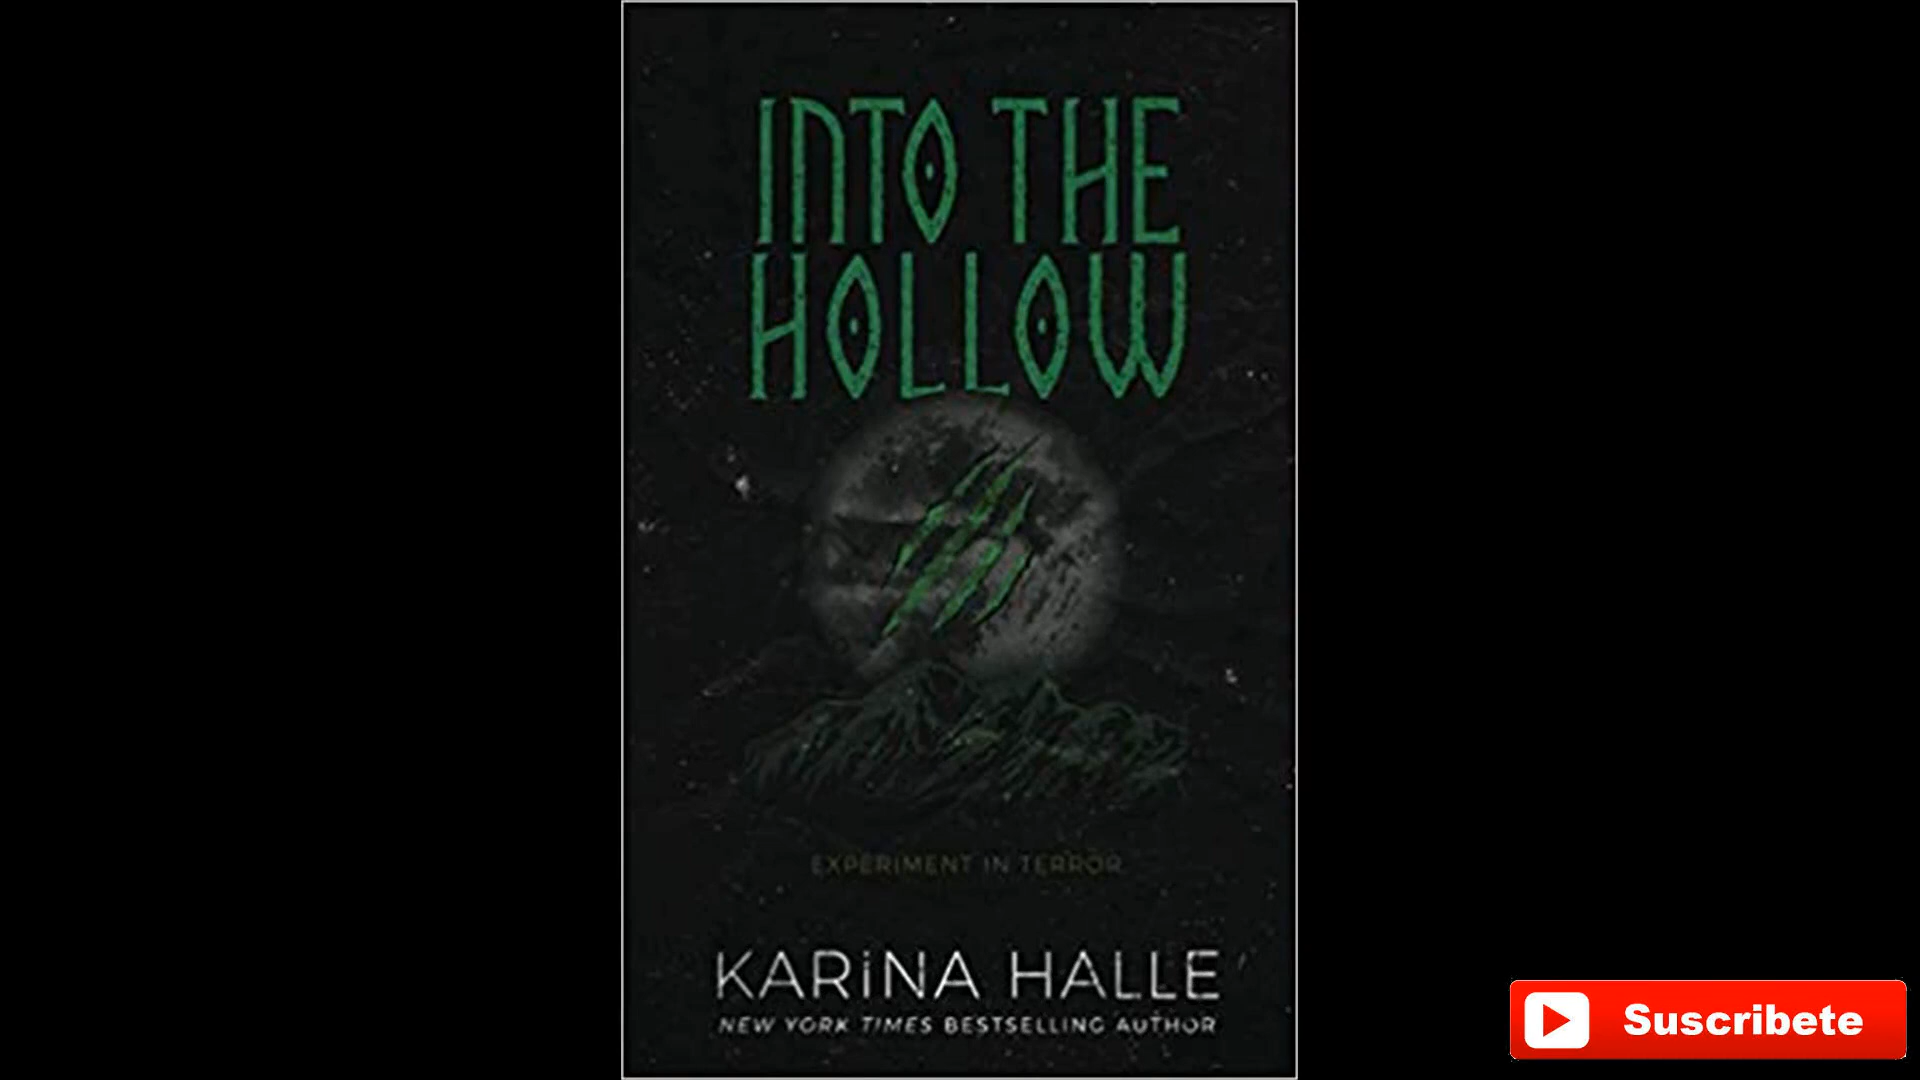 INTO THE
HOLLOW
EXPERIMENT IN TERROR
KARINA HALLE
NEW YORK TIMES BESTSELLING AUTHOR
Suscribete